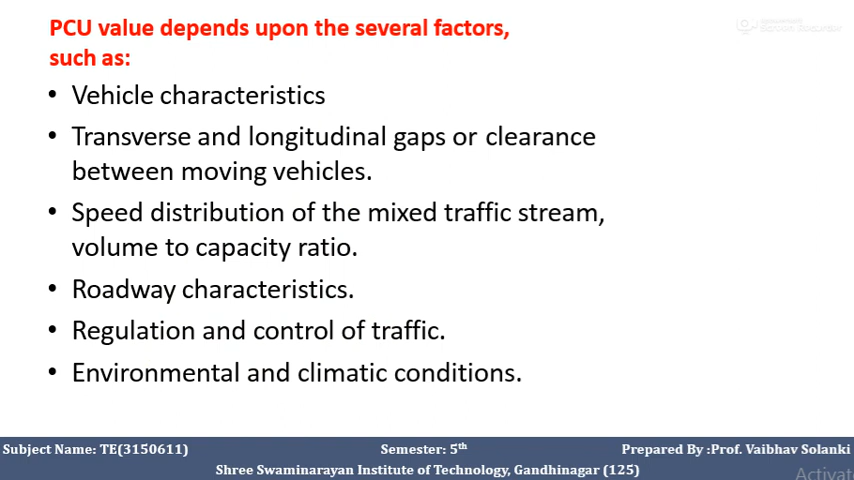 PCU value depends upon the several factors,
such as:
• Vehicle characteristics
• Transverse and longitudinal gaps or clearance
between moving vehicles.
• Speed distribution of the mixed traffic stream,
volume to capacity ratio.
• Roadway characteristics.
• Regulation and control of traffic.
• Environmental and climatic conditions.
Subject Name: TE(3150611) Semester: 5th Prepared By :Prof. Vaibhav Solanki
Shree Swaminarayan Institute of Technology, Gandhinagar (125)
Activat